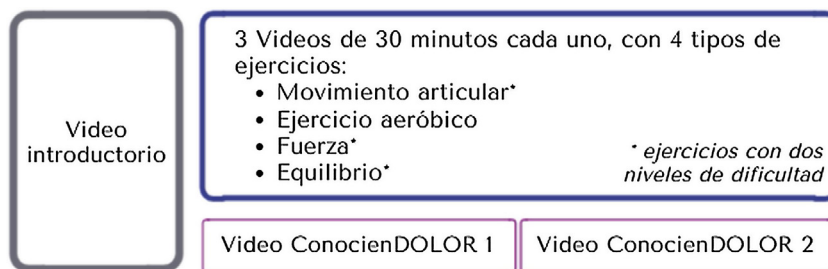 Video
introductorio
3 Videos de 30 minutos cada uno, con 4 tipos de
ejercicios:
• Movimiento articular*
• Ejercicio aeróbico
• Fuerza*
• Equilibrio*
* ejercicios con dos
niveles de dificultad
Video ConocienDOLOR 1
Video ConocienDOLOR 2